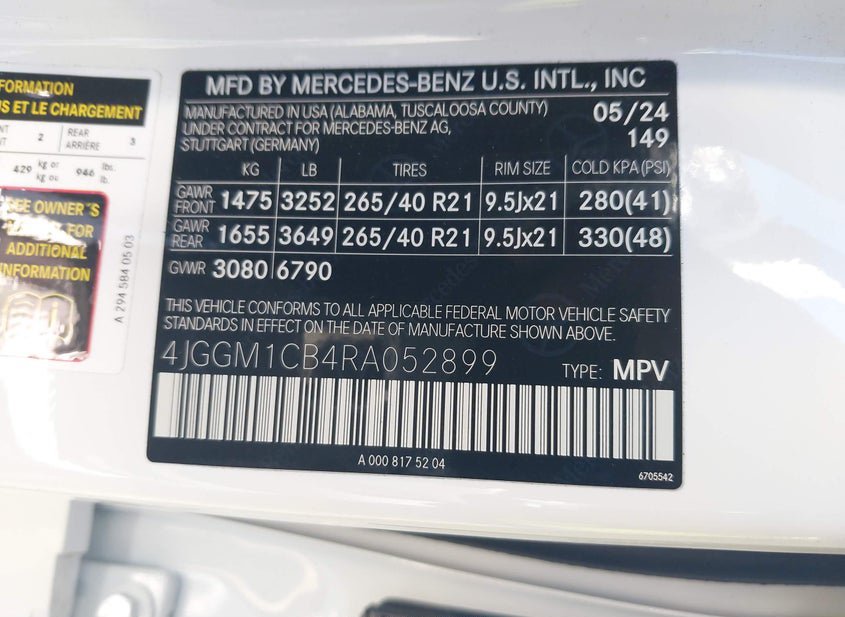 FORMATION
US ET LE CHARGEMENT
NT 2 REAR 3
NT ARRIÈRE
429 kg or 946 lbs.
kg ou lb.
SEE OWNER'S
FOR
ADDITIONAL
INFORMATION
A 294 584 05 03
MFD BY MERCEDES-BENZ U.S. INTL., INC
MANUFACTURED IN USA (ALABAMA, TUSCALOOSA COUNTY) 05/24
UNDER CONTRACT FOR MERCEDES-BENZ AG, 149
STUTTGART (GERMANY)
KG LB TIRES RIM SIZE COLD KPA (PSI)
GAWR FRONT 1475 3252 265/40 R21 9.5Jx21 280(41)
GAWR REAR 1655 3649 265/40 R21 9.5Jx21 330(48)
GVWR 3080 6790
THIS VEHICLE CONFORMS TO ALL APPLICABLE FEDERAL MOTOR VEHICLE SAFETY
STANDARDS IN EFFECT ON THE DATE OF MANUFACTURE SHOWN ABOVE.
4JGGM1CB4RA052899 TYPE: MPV
A 000 817 52 04
6705542